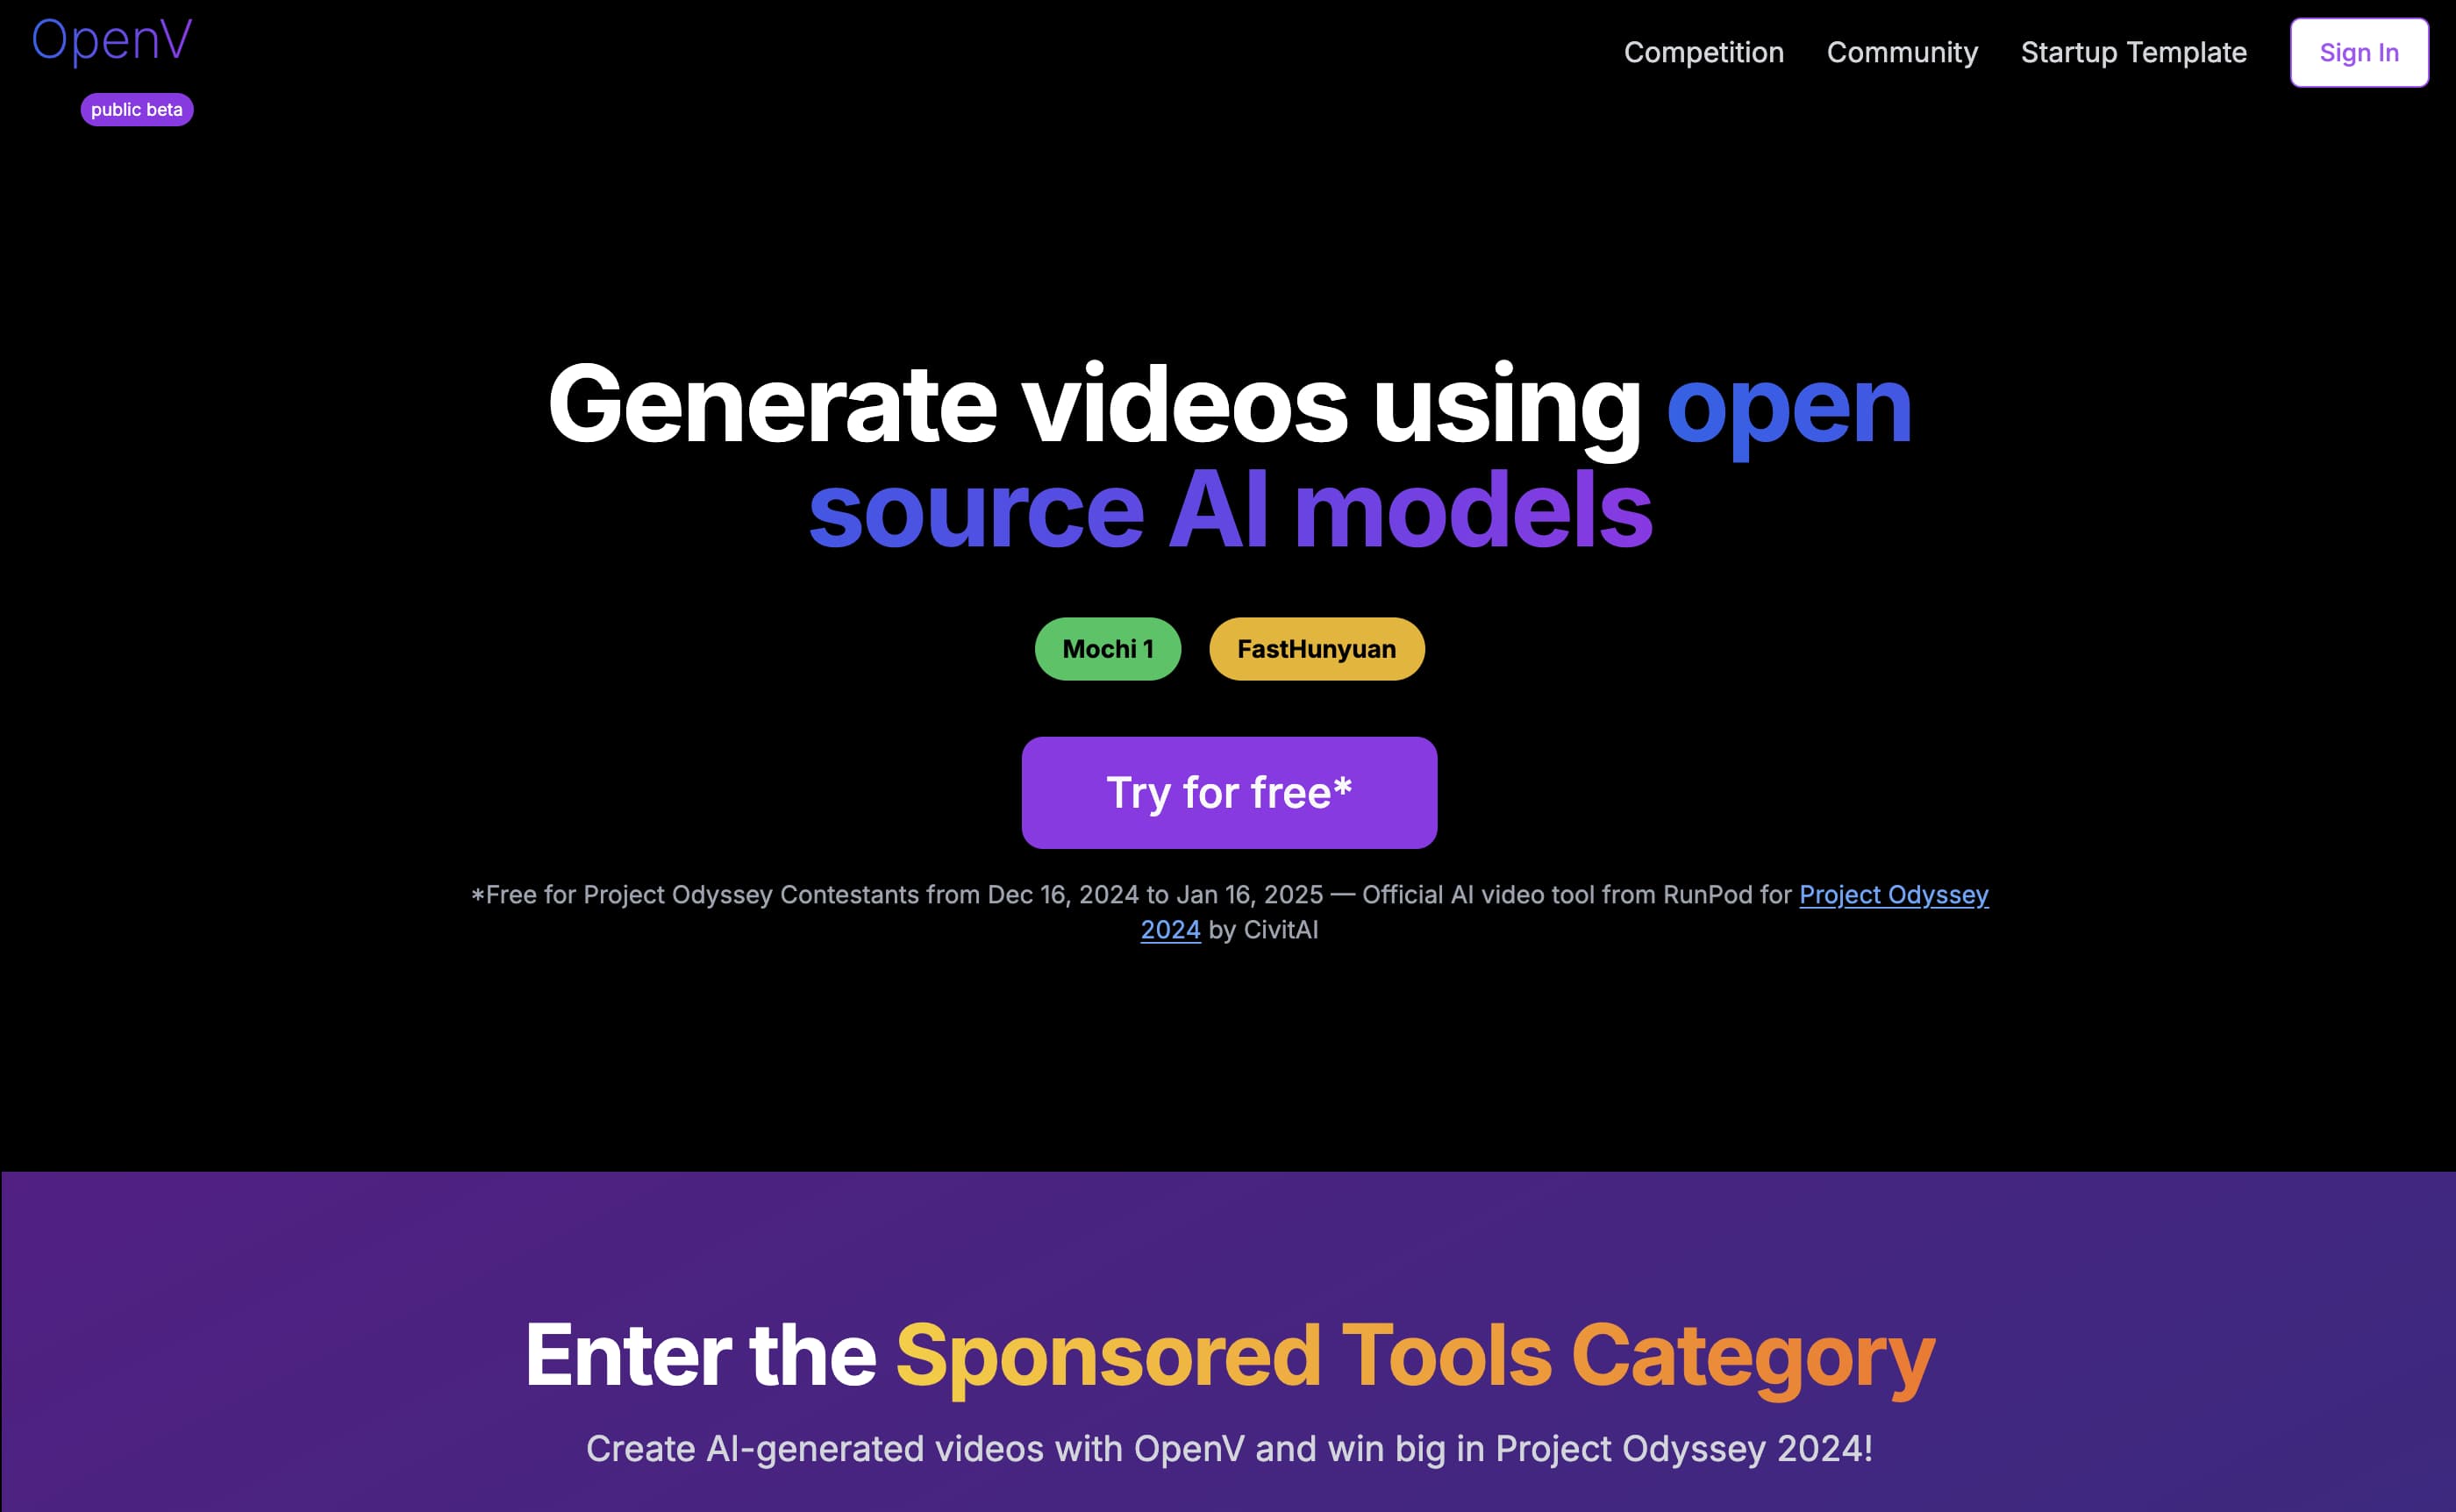 OpenV
public beta
Competition
Community
Startup Template
Sign In
Generate videos using open
source AI models
Mochi 1
FastHunyuan
Try for free*
*Free for Project Odyssey Contestants from Dec 16, 2024 to Jan 16, 2025 — Official AI video tool from RunPod for Project Odyssey
2024 by CivitAI
Enter the Sponsored Tools Category
Create AI-generated videos with OpenV and win big in Project Odyssey 2024!